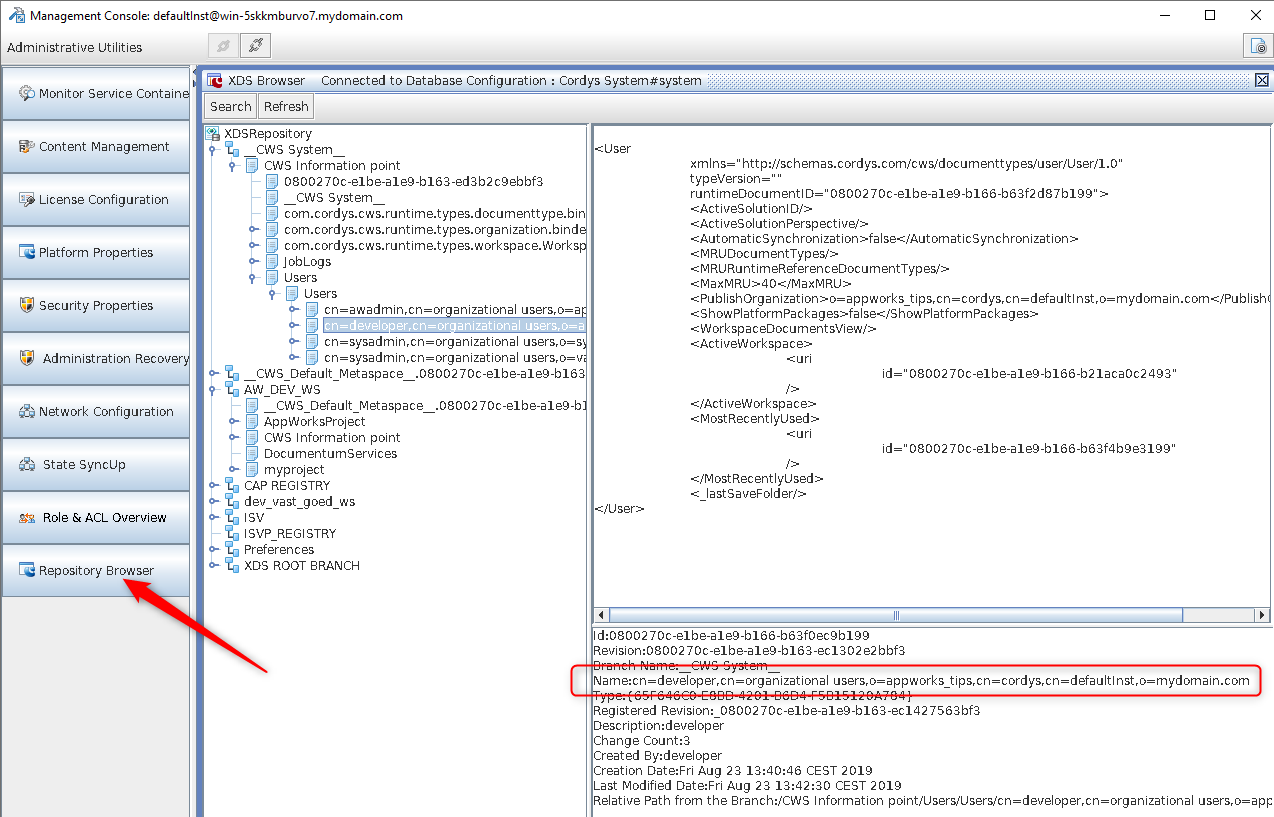 Management Console: defaultInst@win-5skkmburvo7.mydomain.com
Administrative Utilities
Monitor Service Containe
Content Management
License Configuration
Platform Properties
Security Properties
Administration Recovery
Network Configuration
State SyncUp
Role & ACL Overview
Repository Browser
XDS Browser Connected to Database Configuration : Cordys System#system
Search Refresh
XDSRepository
__CWS System__
CWS Information point
0800270c-e1be-a1e9-b163-ed3b2c9ebbf3
__CWS System__
com.cordys.cws.runtime.types.documenttype.bin
com.cordys.cws.runtime.types.organization.binde
com.cordys.cws.runtime.types.workspace.Worksp
JobLogs
Users
Users
cn=awadmin,cn=organizational users,o=ap
cn=developer,cn=organizational users,o=a
cn=sysadmin,cn=organizational users,o=sy
cn=sysadmin,cn=organizational users,o=va
__CWS_Default_Metaspace__.0800270c-e1be-a1e9-b163
AW_DEV_WS
__CWS_Default_Metaspace__.0800270c-e1be-a1e9-b1
AppWorksProject
CWS Information point
DocumentumServices
myproject
CAP REGISTRY
dev_vast_goed_ws
ISV
ISVP_REGISTRY
Preferences
XDS ROOT BRANCH
<User
xmlns="http://schemas.cordys.com/cws/documenttypes/user/User/1.0"
typeVersion=""
runtimeDocumentID="0800270c-e1be-a1e9-b166-b63f2d87b199">
<ActiveSolutionID/>
<ActiveSolutionPerspective/>
<AutomaticSynchronization>false</AutomaticSynchronization>
<MRUDocumentTypes/>
<MRURuntimeReferenceDocumentTypes/>
<MaxMRU>40</MaxMRU>
<PublishOrganization>o=appworks_tips,cn=cordys,cn=defaultInst,o=mydomain.com</PublishO
<ShowPlatformPackages>false</ShowPlatformPackages>
<WorkspaceDocumentsView/>
<ActiveWorkspace>
<uri
id="0800270c-e1be-a1e9-b166-b21aca0c2493"
/>
</ActiveWorkspace>
<MostRecentlyUsed>
<uri
id="0800270c-e1be-a1e9-b166-b63f4b9e3199"
/>
</MostRecentlyUsed>
<_lastSaveFolder/>
</User>
Id:0800270c-e1be-a1e9-b166-b63f0ec9b199
Revision:0800270c-e1be-a1e9-b163-ec1302e2bbf3
Branch Name:__CWS System__
Name:cn=developer,cn=organizational users,o=appworks_tips,cn=cordys,cn=defaultInst,o=mydomain.com
Type:{65F646C0-E8BD-4201-B6D4-F5B15120A784}
Registered Revision:_0800270c-e1be-a1e9-b163-ec1427563bf3
Description:developer
Change Count:3
Created By:developer
Creation Date:Fri Aug 23 13:40:46 CEST 2019
Last Modified Date:Fri Aug 23 13:42:30 CEST 2019
Relative Path from the Branch:/CWS Information point/Users/Users/cn=developer,cn=organizational users,o=app